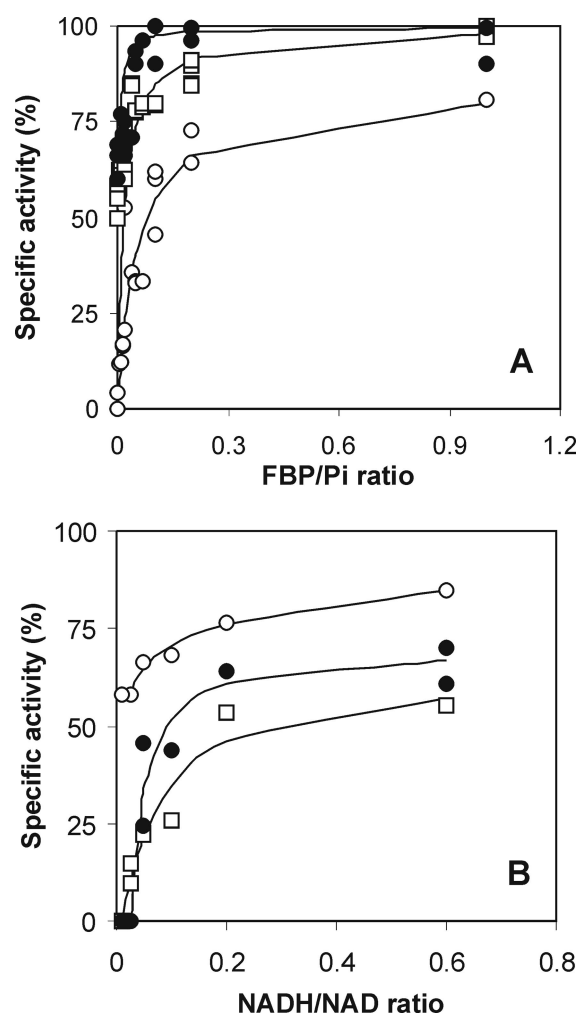 100
75
50
25
0
Specific activity (%)
A
0 0.3 0.6 0.9 1.2
FBP/Pi ratio
100
75
50
25
0
Specific activity (%)
B
0 0.2 0.4 0.6 0.8
NADH/NAD ratio